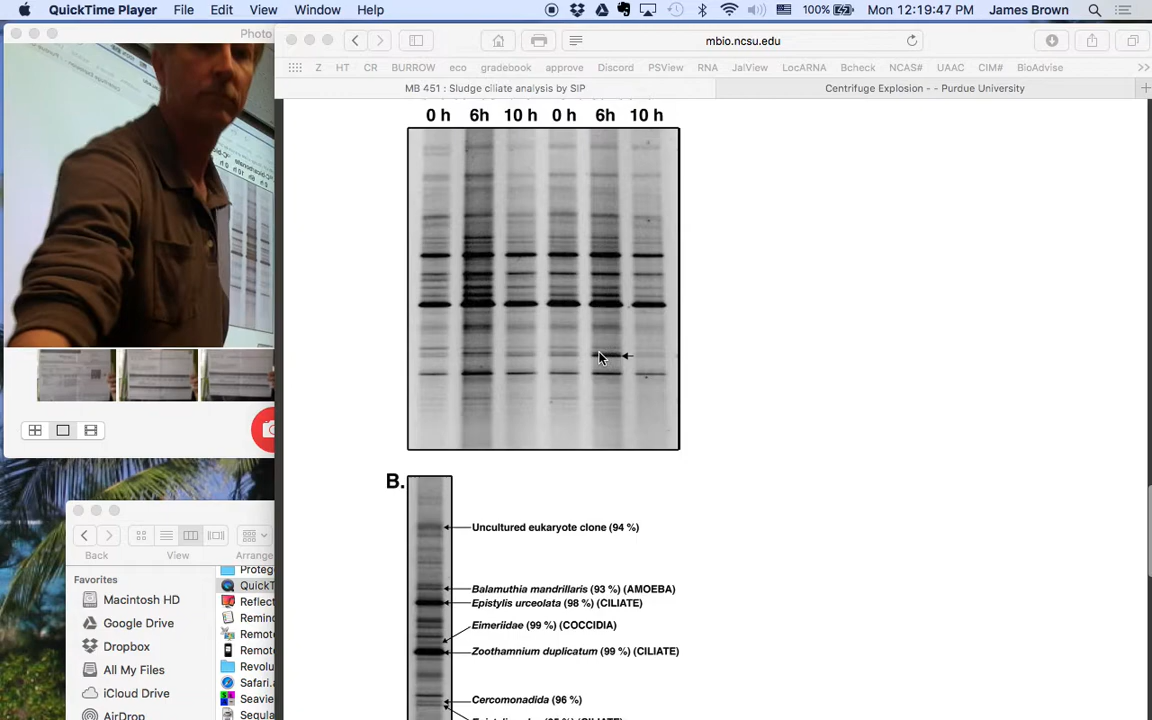 QuickTime Player File Edit View Window Help 100% Mon 12:19:47 PM James Brown
Photo
mbio.ncsu.edu
Z HT CR BURROW eco gradebook approve Discord PSView RNA JalView LocARNA Bcheck NCAS# UAAC CIM# BioAdvise >>
MB 451 : Sludge ciliate analysis by SIP Centrifuge Explosion - - Purdue University
0 h 6h 10 h 0 h 6h 10 h
B.
Uncultured eukaryote clone (94 %)
Balamuthia mandrillaris (93 %) (AMOEBA)
Epistylis urceolata (98 %) (CILIATE)
Eimeriidae (99 %) (COCCIDIA)
Zoothamnium duplicatum (99 %) (CILIATE)
Cercomonadida (96 %)
Back View Arrange
Favorites
Macintosh HD
Google Drive
Dropbox
All My Files
iCloud Drive
AirDrop
Protege
QuickT
Reflect
Remin
Remot
Remot
Revolu
Safari.a
Seavie
Sequla